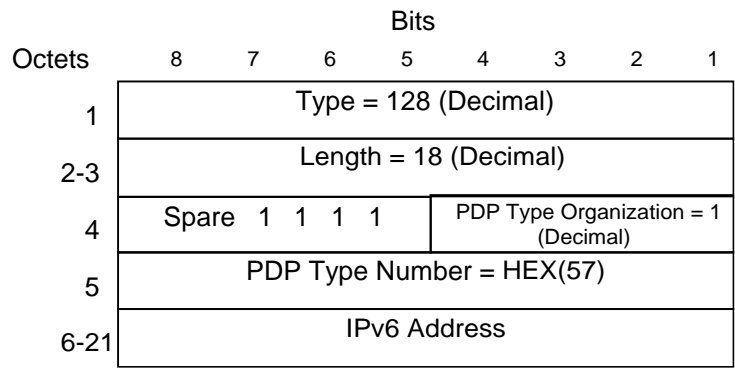 Bits
Octets 8 7 6 5 4 3 2 1
1 Type = 128 (Decimal)
2-3 Length = 18 (Decimal)
4 Spare 1 1 1 1 PDP Type Organization = 1
(Decimal)
5 PDP Type Number = HEX(57)
6-21 IPv6 Address